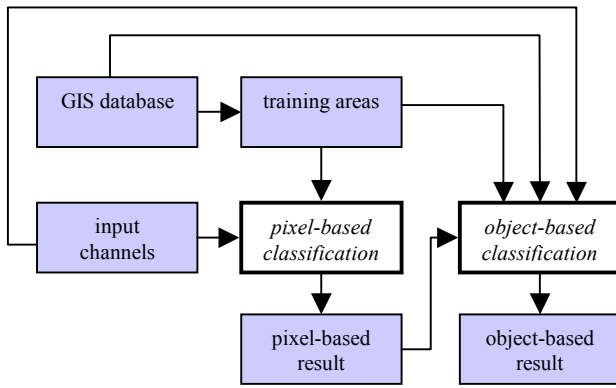 GIS database
training areas
input
channels
pixel-based
classification
object-based
classification
pixel-based
result
object-based
result